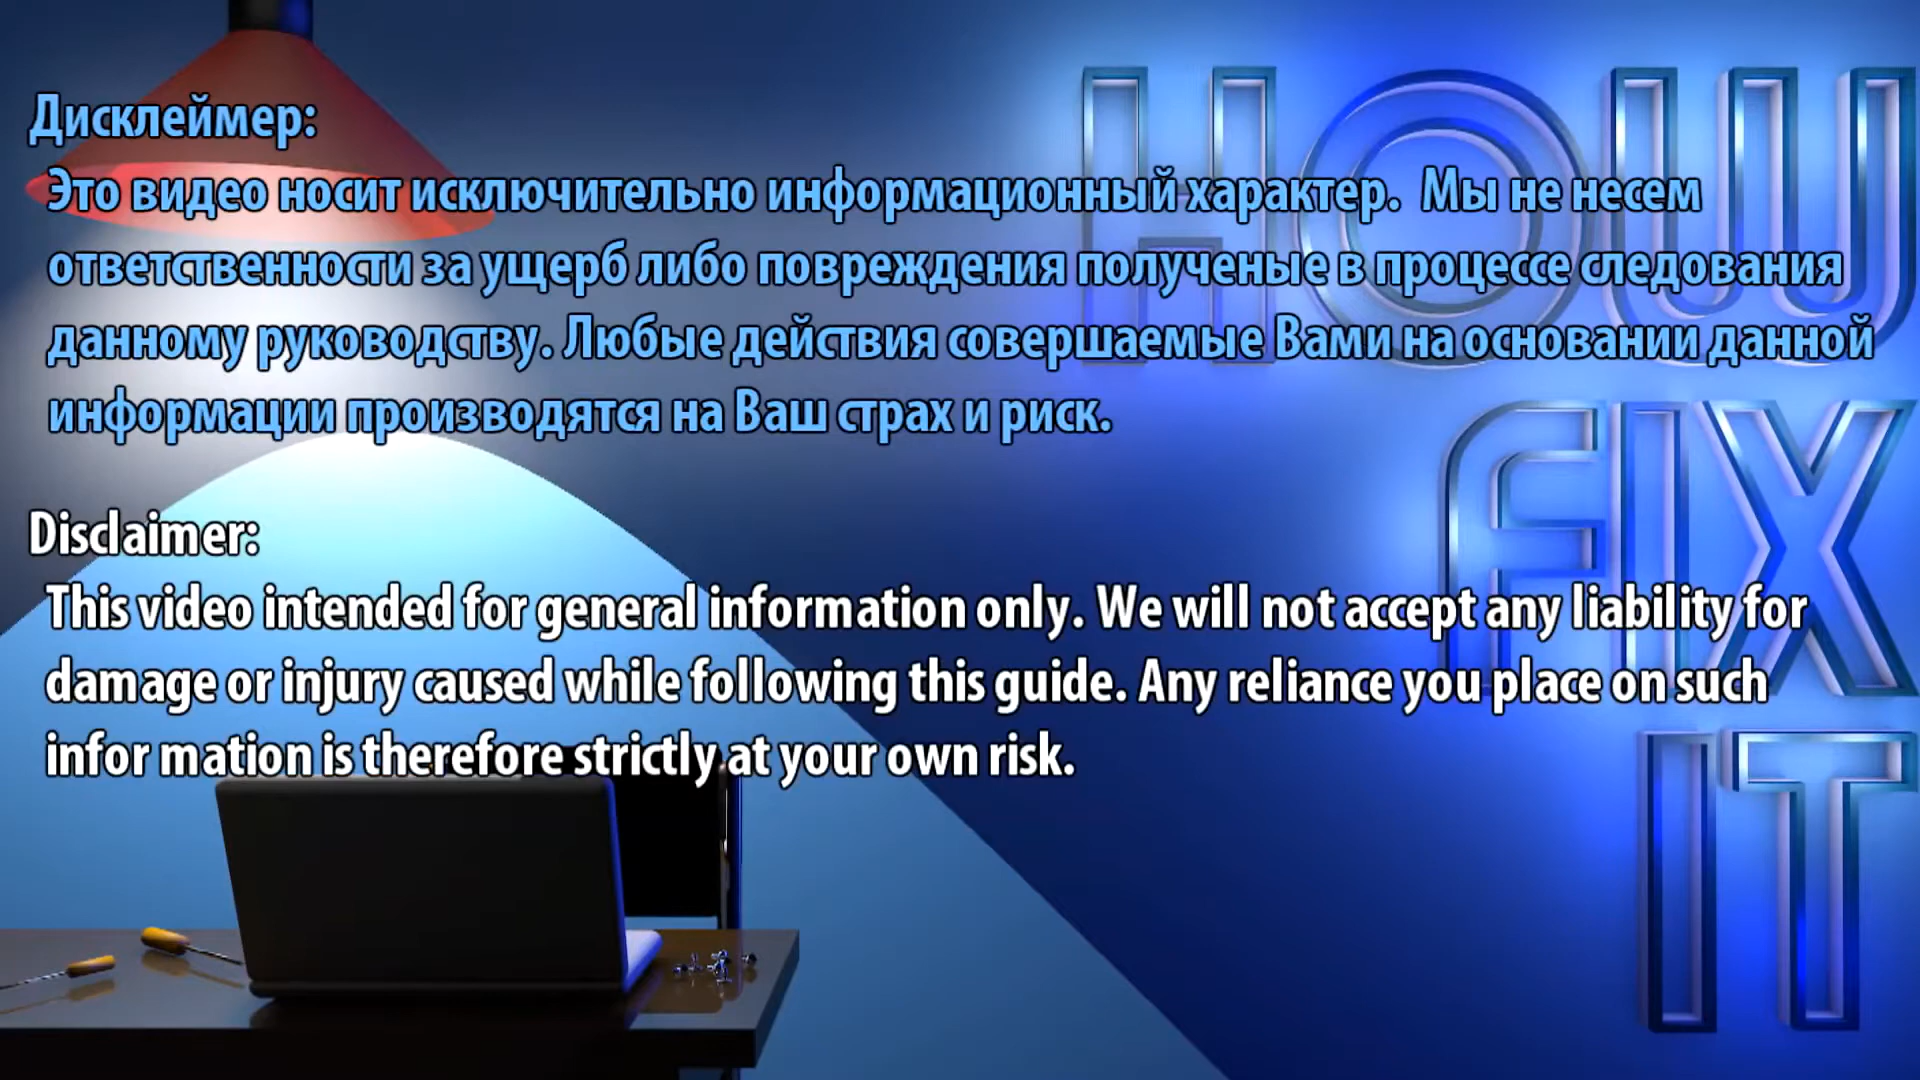 Дисклеймер:
Это видео носит исключительно информационный характер. Мы не несем
ответственности за ущерб либо повреждения полученые в процессе следования
данному руководству. Любые действия совершаемые Вами на основании данной
информации производятся на Ваш страх и риск.
Disclaimer:
This video intended for general information only. We will not accept any liability for
damage or injury caused while following this guide. Any reliance you place on such
infor mation is therefore strictly at your own risk.
HOW
FIX
IT